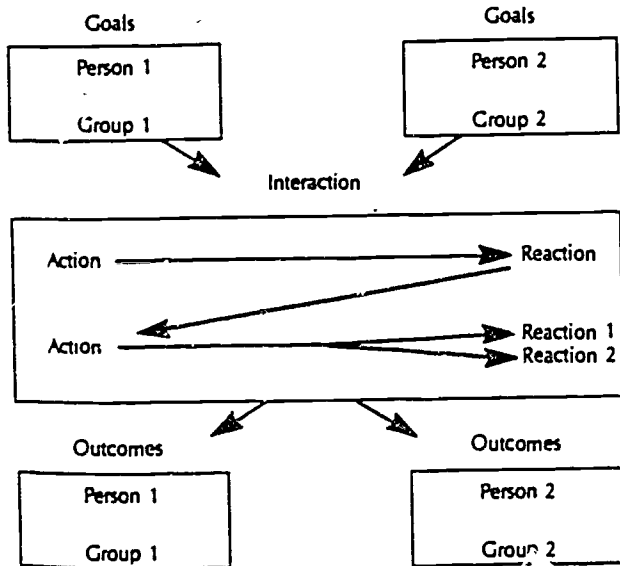 Goals
Person 1
Group 1
Goals
Person 2
Group 2
Interaction
Action
Reaction
Action
Reaction 1
Reaction 2
Outcomes
Person 1
Group 1
Outcomes
Person 2
Group 2